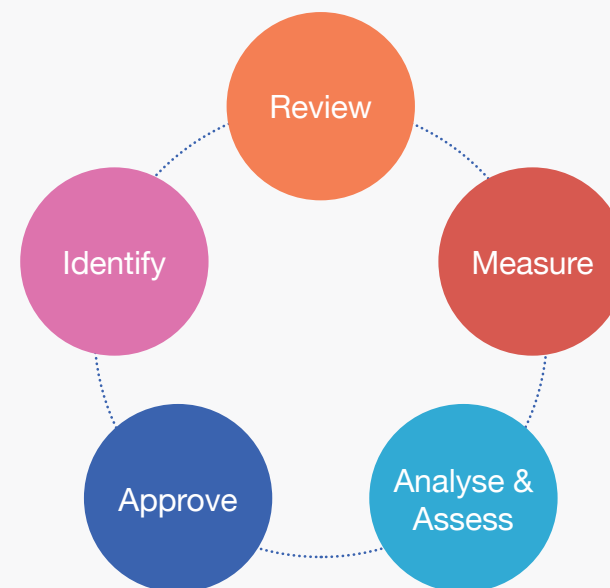 Review
Identify
Measure
Analyse &
Assess
Approve